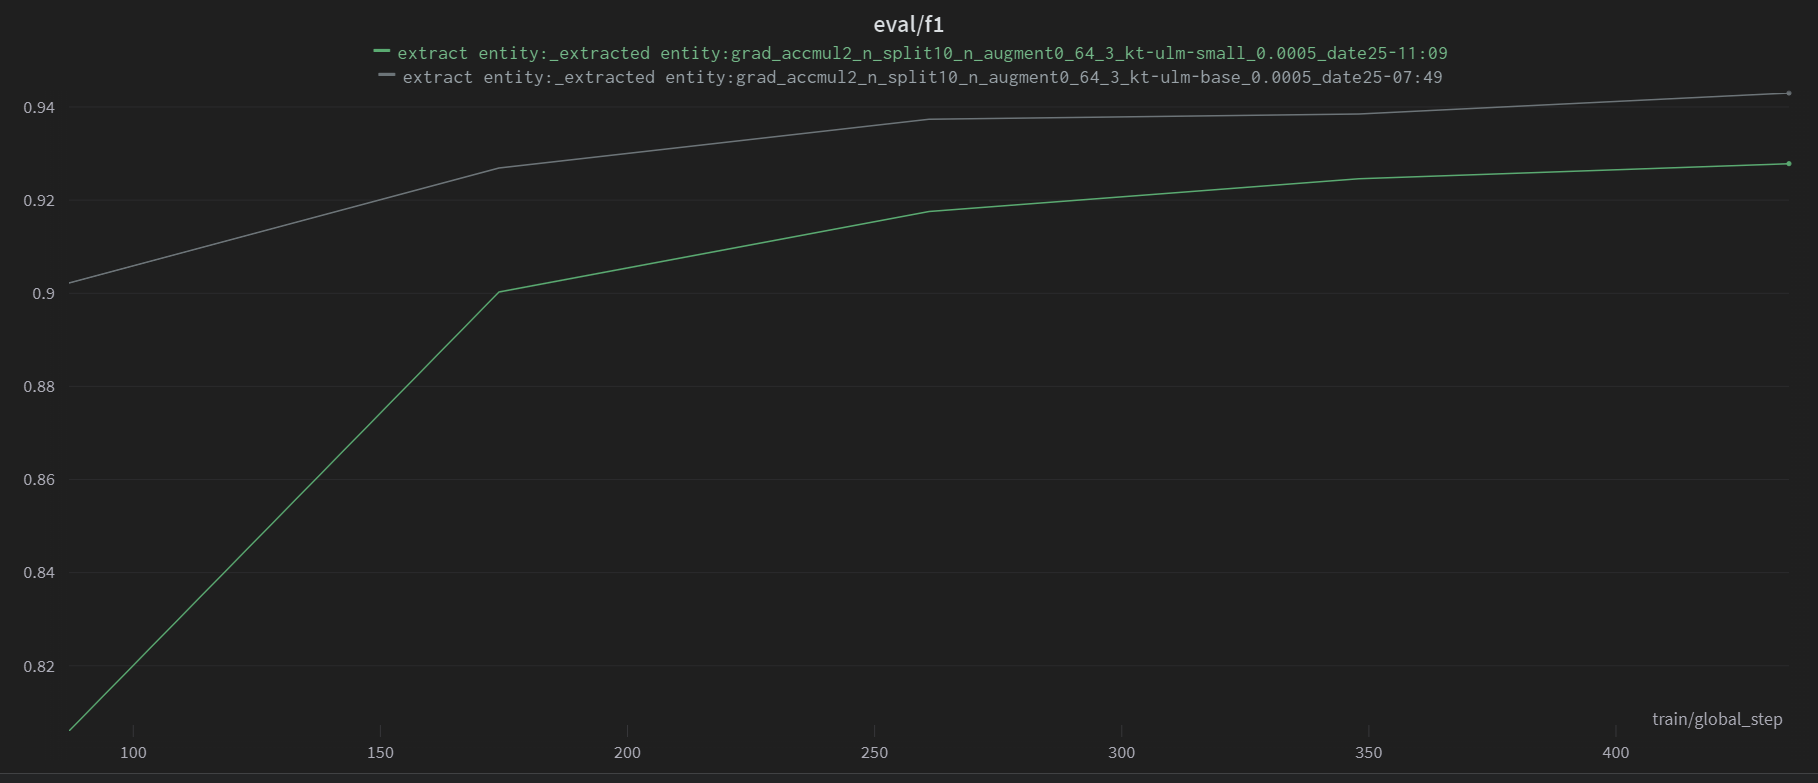 eval/f1
extract entity:_extracted entity:grad_accmul2_n_split10_n_augment0_64_3_kt-ulm-small_0.0005_date25-11:09
extract entity:_extracted entity:grad_accmul2_n_split10_n_augment0_64_3_kt-ulm-base_0.0005_date25-07:49
0.94
0.92
0.9
0.88
0.86
0.84
0.82
train/global_step
100 150 200 250 300 350 400